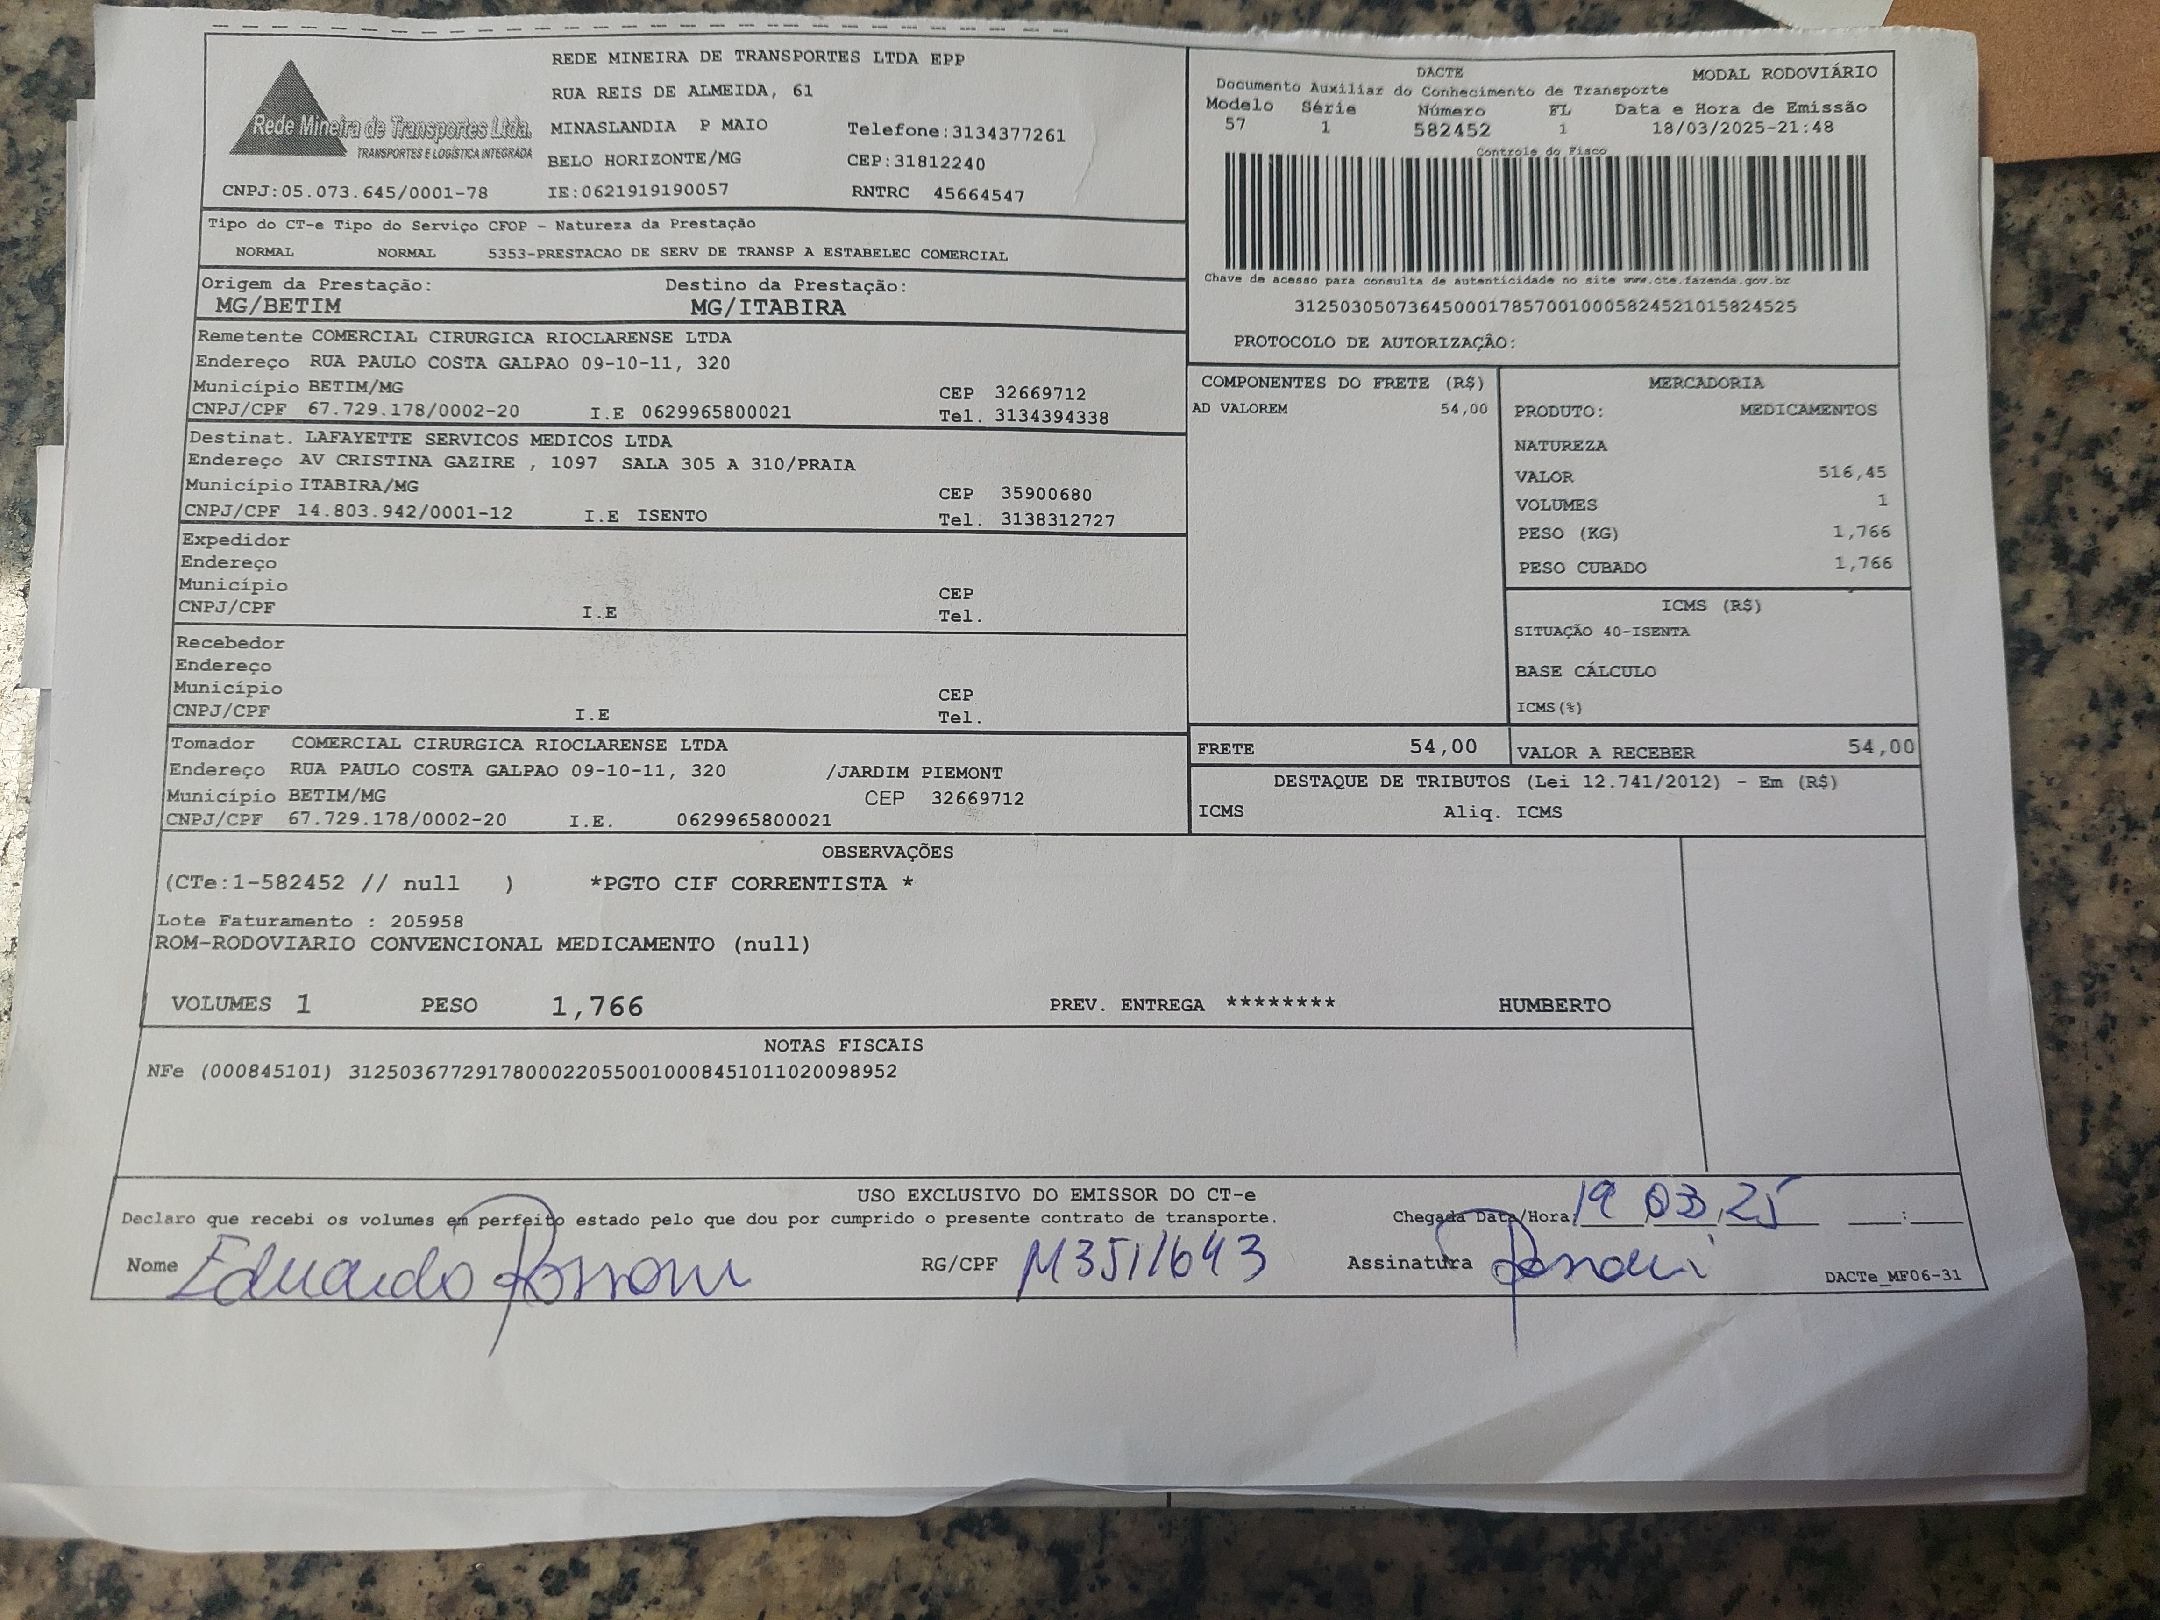 Rede Mineira de Transportes Ltda.
TRANSPORTES E LOGÍSTICA INTEGRADA
REDE MINEIRA DE TRANSPORTES LTDA EPP
RUA REIS DE ALMEIDA, 61
MINASLANDIA P MAIO Telefone:3134377261
BELO HORIZONTE/MG CEP:31812240
CNPJ:05.073.645/0001-78 IE:0621919190057 RNTRC 45664547
DACTE MODAL RODOVIÁRIO
Documento Auxiliar do Conhecimento de Transporte
Modelo Série Número FL Data e Hora de Emissão
57 1 582452 1 18/03/2025-21:48
Controle do Fisco
Chave de acesso para consulta de autenticidade no site www.cte.fazenda.gov.br
31250305073645000178570010005824521015824525
PROTOCOLO DE AUTORIZAÇÃO:
Tipo do CT-e Tipo do Serviço CFOP - Natureza da Prestação
NORMAL NORMAL 5353-PRESTACAO DE SERV DE TRANSP A ESTABELEC COMERCIAL
Origem da Prestação: Destino da Prestação:
MG/BETIM MG/ITABIRA
Remetente COMERCIAL CIRURGICA RIOCLARENSE LTDA
Endereço RUA PAULO COSTA GALPAO 09-10-11, 320
Município BETIM/MG CEP 32669712
CNPJ/CPF 67.729.178/0002-20 I.E 0629965800021 Tel. 3134394338
Destinat. LAFAYETTE SERVICOS MEDICOS LTDA
Endereço AV CRISTINA GAZIRE , 1097 SALA 305 A 310/PRAIA
Município ITABIRA/MG CEP 35900680
CNPJ/CPF 14.803.942/0001-12 I.E ISENTO Tel. 3138312727
Expedidor
Endereço
Município CEP
CNPJ/CPF I.E Tel.
Recebedor
Endereço
Município CEP
CNPJ/CPF I.E Tel.
Tomador COMERCIAL CIRURGICA RIOCLARENSE LTDA
Endereço RUA PAULO COSTA GALPAO 09-10-11, 320 /JARDIM PIEMONT
Município BETIM/MG CEP 32669712
CNPJ/CPF 67.729.178/0002-20 I.E. 0629965800021
COMPONENTES DO FRETE (R$)
AD VALOREM 54,00
MERCADORIA
PRODUTO: MEDICAMENTOS
NATUREZA
VALOR 516,45
VOLUMES 1
PESO (KG) 1,766
PESO CUBADO 1,766
ICMS (R$)
SITUAÇÃO 40-ISENTA
BASE CÁLCULO
ICMS(%)
FRETE 54,00 VALOR A RECEBER 54,00
DESTAQUE DE TRIBUTOS (Lei 12.741/2012) - Em (R$)
ICMS Aliq. ICMS
OBSERVAÇÕES
(CTe:1-582452 // null ) *PGTO CIF CORRENTISTA *
Lote Faturamento : 205958
ROM-RODOVIARIO CONVENCIONAL MEDICAMENTO (null)
VOLUMES 1 PESO 1,766 PREV. ENTREGA ******** HUMBERTO
NOTAS FISCAIS
NFe (000845101) 31250367729178000220550010008451011020098952
USO EXCLUSIVO DO EMISSOR DO CT-e
Declaro que recebi os volumes em perfeito estado pelo que dou por cumprido o presente contrato de transporte. Chegada Data/Hora: 19 03 25 :
Nome Eduardo Rossoni RG/CPF M3511643 Assinatura
DACTe_MF06-31